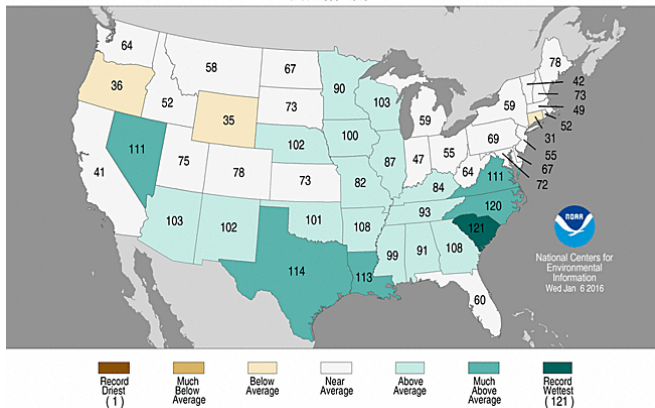 64
58
67
90
78
36
42
73
103
59
73
52
49
35
59
52
102
100
31
69
111
47
55
55
75
87
67
41
78
82
64
111
73
84
72
120
93
103
102
101
108
121
noaa
99
91
108
114
113
National Centers for
Environmental
Information
Wed Jan 6 2016
60
Record
Driest
(1)
Much
Below
Average
Below
Average
Near
Average
Above
Average
Much
Above
Average
Record
Wettest
(121)